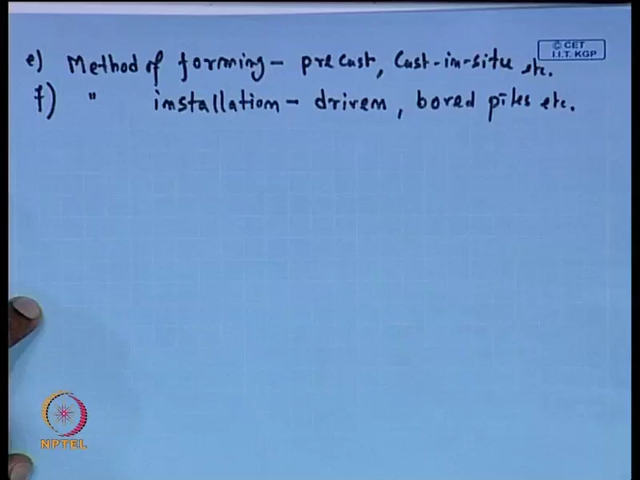 © CET
I.I.T. KGP
e) Method of forming - precast, Cast-in-situ etc.
f) " installation - driven, bored piles etc.
NPTEL